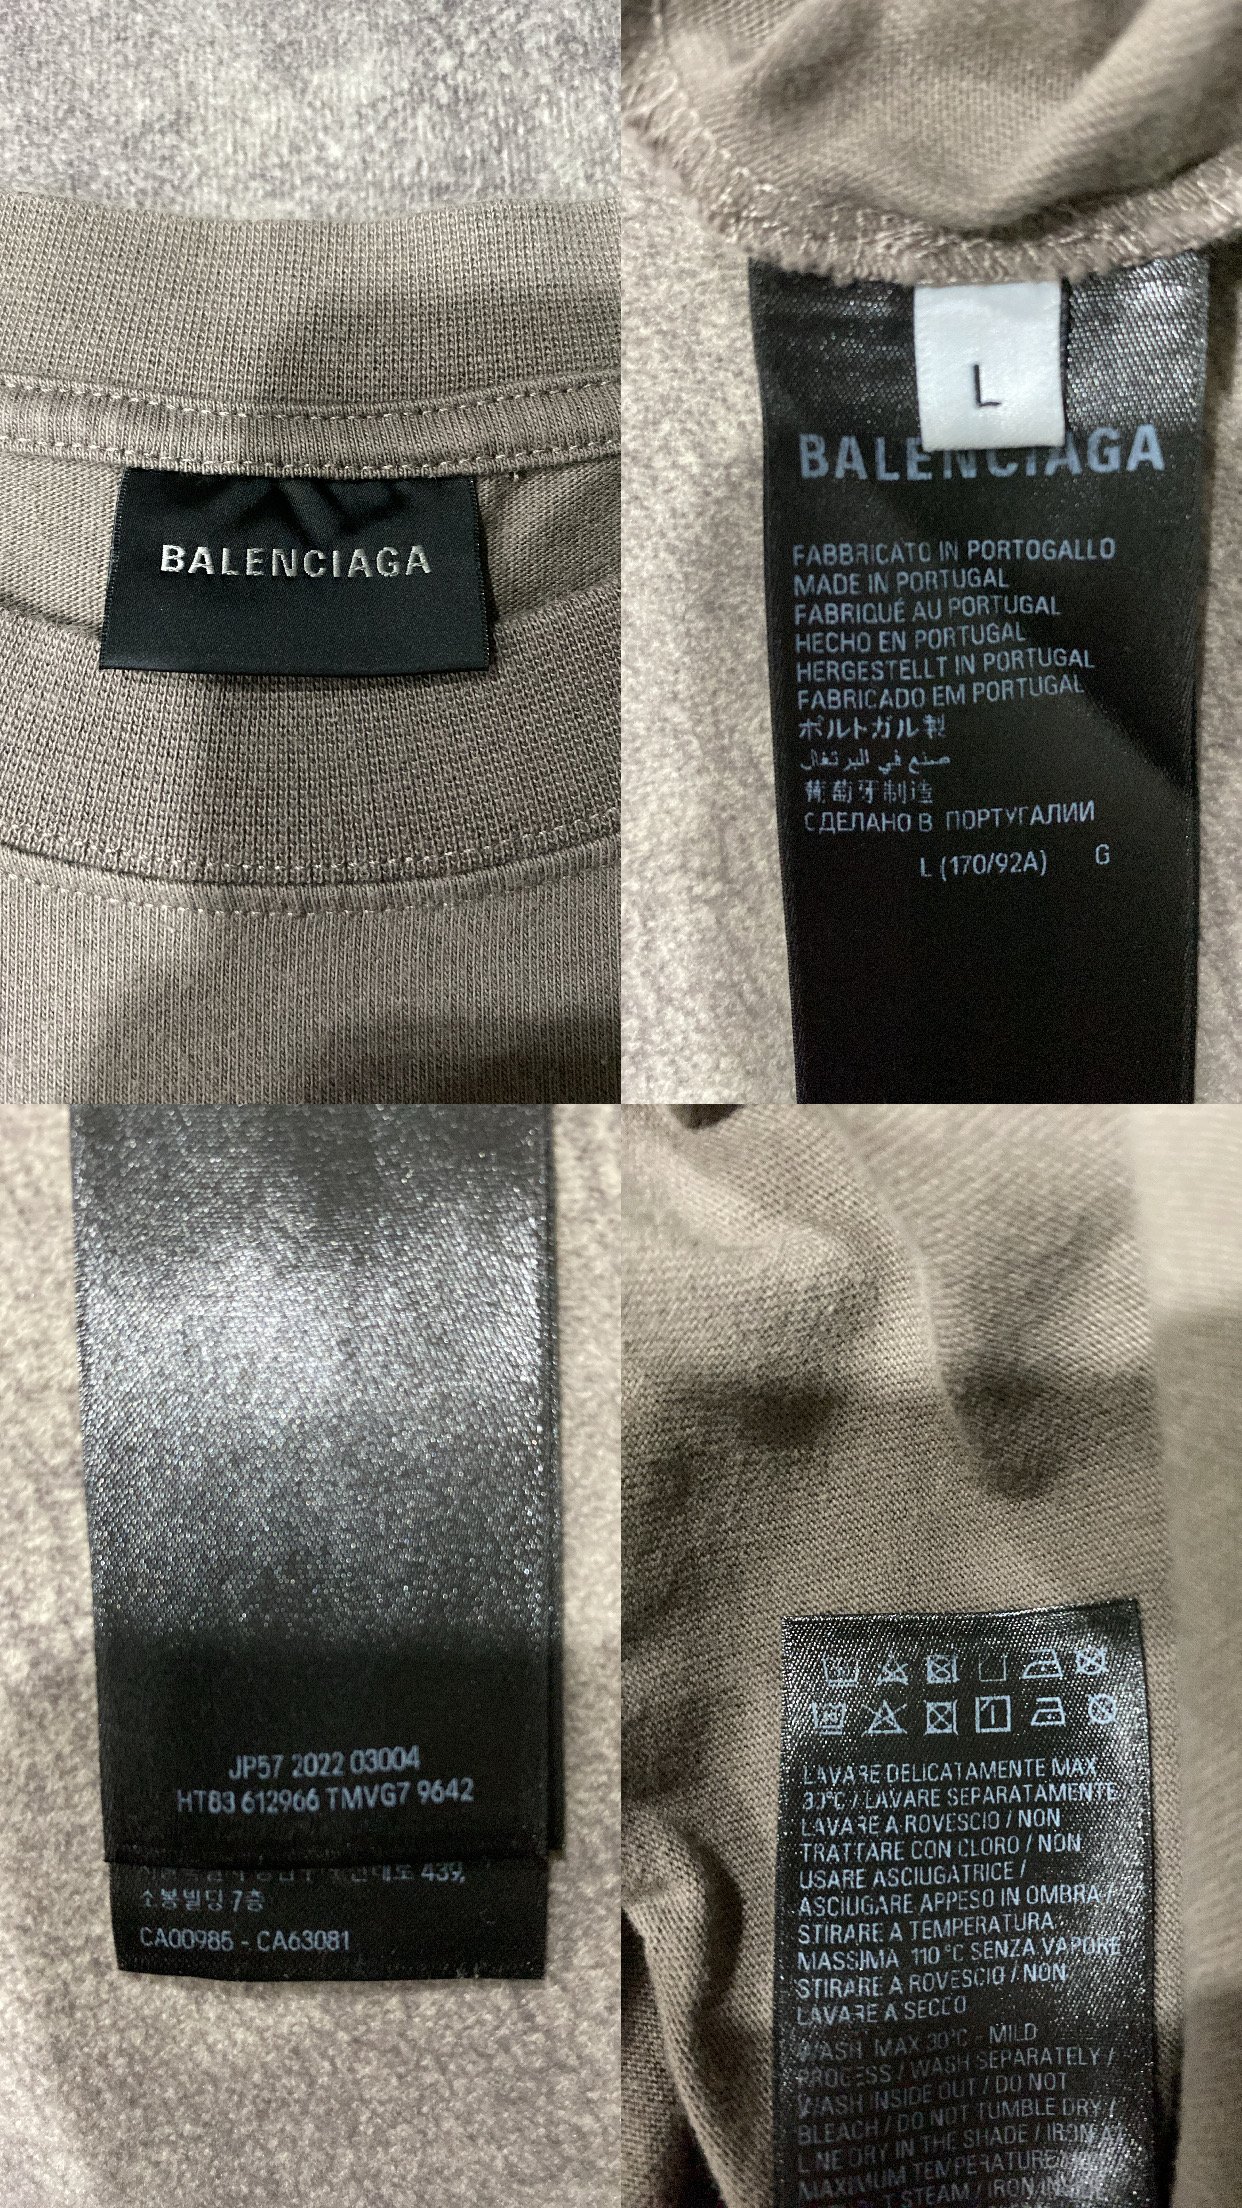 BALENCIAGA
L
BALENCIAGA
FABBRICATO IN PORTOGALLO
MADE IN PORTUGAL
FABRIQUÉ AU PORTUGAL
HECHO EN PORTUGAL
HERGESTELLT IN PORTUGAL
FABRICADO EM PORTUGAL
ポルトガル製
صنع في البرتغال
葡萄牙制造
СДЕЛАНО В ПОРТУГАЛИИ
L (170/92A) G
JP57 2022 03004
HT83 612966 TMVG7 9642
439,
소봉빌딩 7층
CA00985 - CA63081
LAVARE DELICATAMENTE MAX
30°C / LAVARE SEPARATAMENTE
LAVARE A ROVESCIO / NON
TRATTARE CON CLORO / NON
USARE ASCIUGATRICE /
ASCIUGARE APPESO IN OMBRA /
STIRARE A TEMPERATURA
MASSIMA 110 °C SENZA VAPORE
STIRARE A ROVESCIO / NON
LAVARE A SECCO
WASH MAX 30°C - MILD
PROCESS / WASH SEPARATELY /
WASH INSIDE OUT / DO NOT
BLEACH / DO NOT TUMBLE DRY /
LINE DRY IN THE SHADE / IRON AT
MAXIMUM TEMPERATURE
STEAM / IRON INSIDE